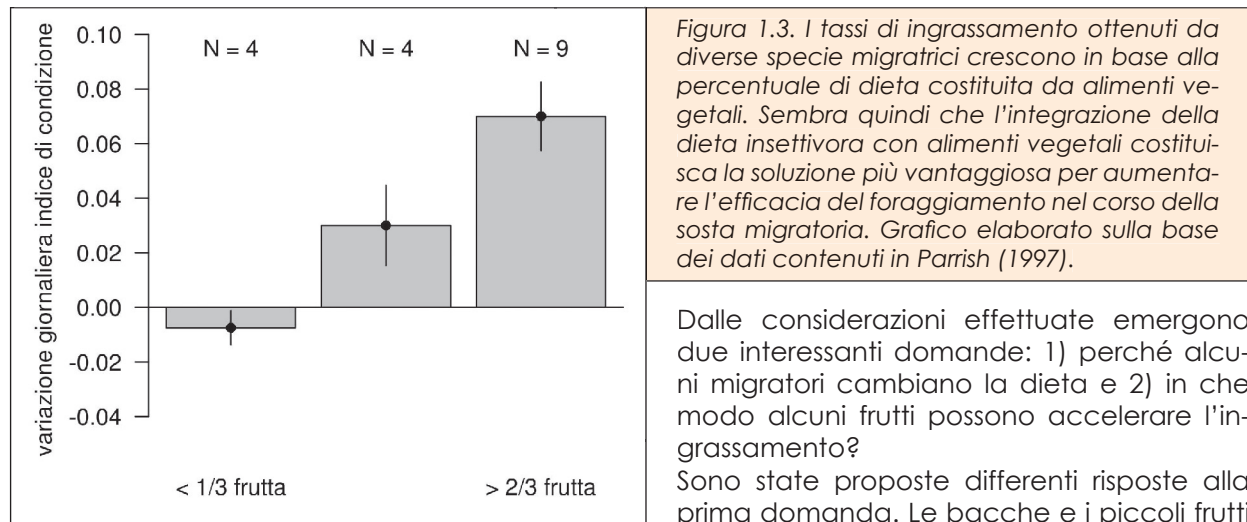 variazione giornaliera indice di condizione
0.10
0.08
0.06
0.04
0.02
0.00
-0.02
-0.04
N = 4
N = 4
N = 9
< 1/3 frutta
> 2/3 frutta
Figura 1.3. I tassi di ingrassamento ottenuti da
diverse specie migratrici crescono in base alla
percentuale di dieta costituita da alimenti ve-
getali. Sembra quindi che l'integrazione della
dieta insettivora con alimenti vegetali costitui-
sca la soluzione più vantaggiosa per aumenta-
re l'efficacia del foraggiamento nel corso della
sosta migratoria. Grafico elaborato sulla base
dei dati contenuti in Parrish (1997).
Dalle considerazioni effettuate emergono
due interessanti domande: 1) perché alcu-
ni migratori cambiano la dieta e 2) in che
modo alcuni frutti possono accelerare l'in-
grassamento?
Sono state proposte differenti risposte alla
prima domanda. Le bacche e i piccoli frutti